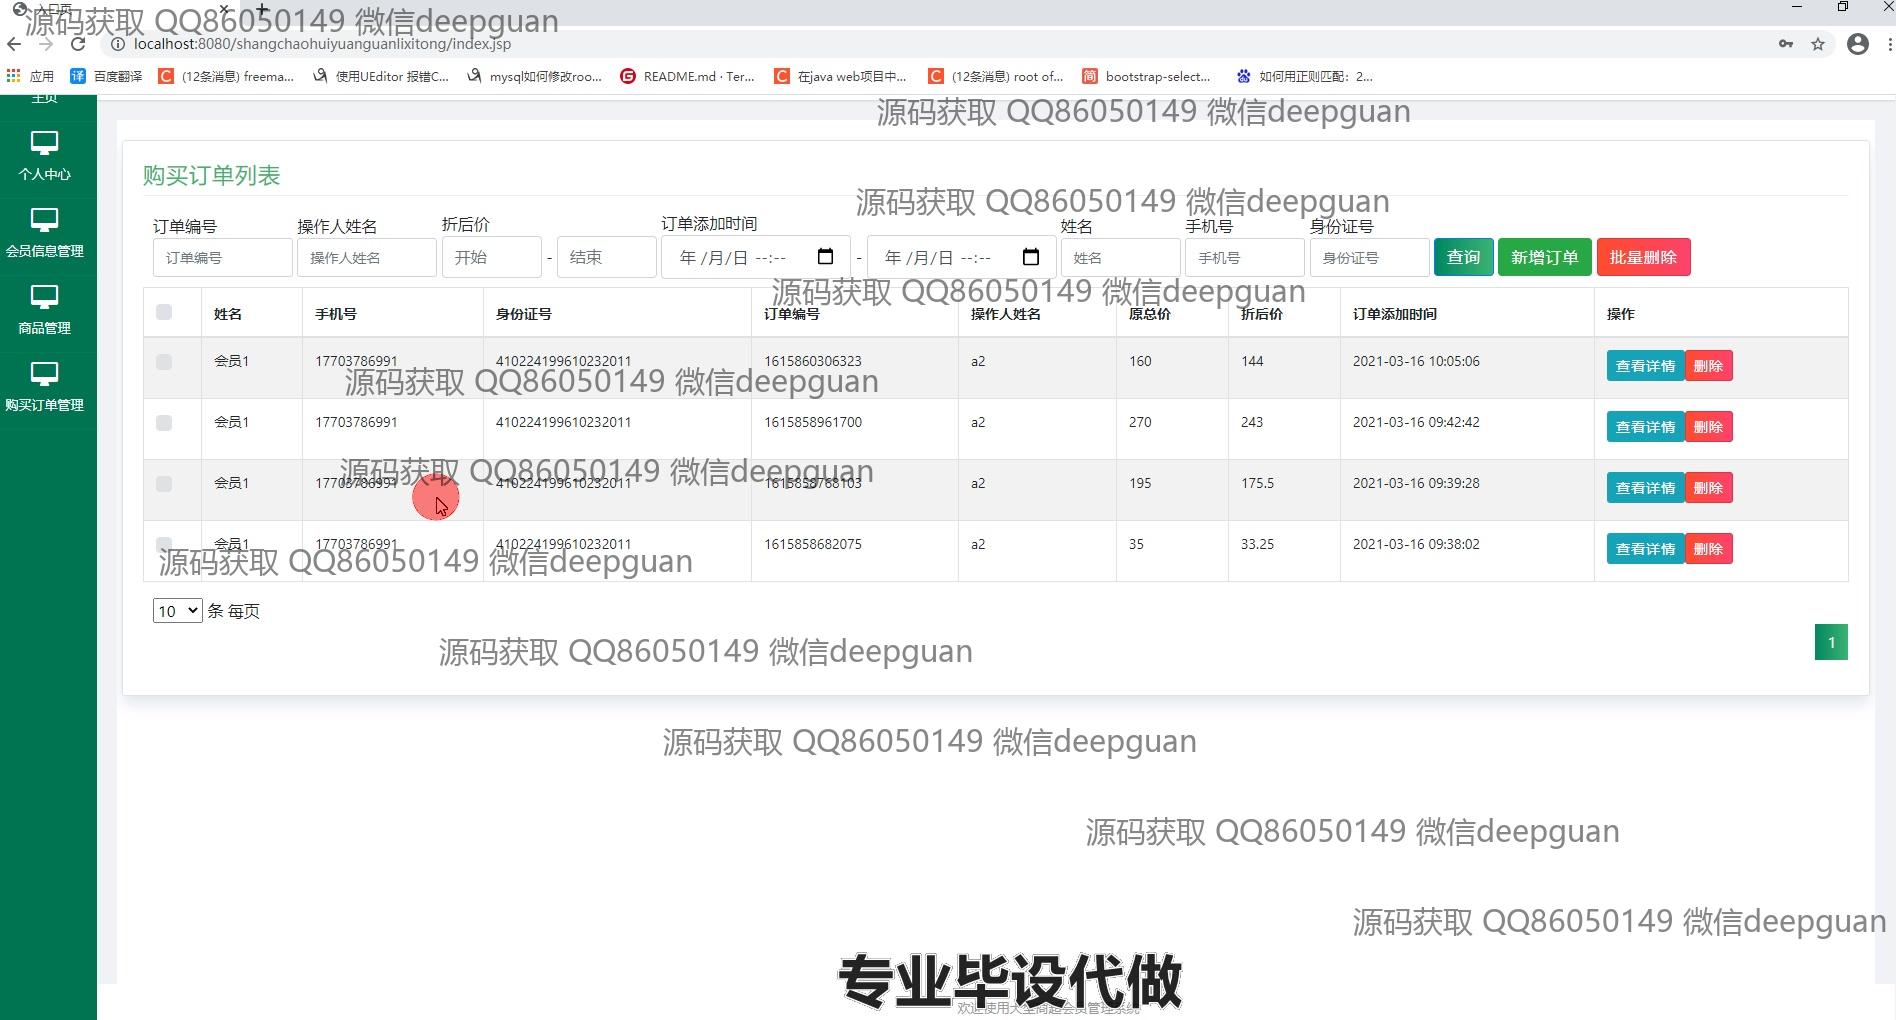 入口页
源码获取 QQ86050149 微信deepguan
localhost:8080/shangchaohuiyuanguanlixitong/index.jsp
应用 百度翻译 (12条消息) freema... 使用UEditor 报错C... mysql如何修改roo... README.md · Ter... 在java web项目中... (12条消息) root of... bootstrap-select... 如何用正则匹配：2...
主页
源码获取 QQ86050149 微信deepguan
个人中心
会员信息管理
商品管理
购买订单管理
购买订单列表
源码获取 QQ86050149 微信deepguan
订单编号 操作人姓名 折后价 订单添加时间 姓名 手机号 身份证号
订单编号 操作人姓名 开始 - 结束 年 /月/日 --:-- - 年 /月/日 --:-- 姓名 手机号 身份证号 查询 新增订单 批量删除
源码获取 QQ86050149 微信deepguan
姓名 手机号 身份证号 订单编号 操作人姓名 原总价 折后价 订单添加时间 操作
会员1 17703786991 410224199610232011 1615860306323 a2 160 144 2021-03-16 10:05:06 查看详情 删除
源码获取 QQ86050149 微信deepguan
会员1 17703786991 410224199610232011 1615858961700 a2 270 243 2021-03-16 09:42:42 查看详情 删除
源码获取 QQ86050149 微信deepguan
会员1 17703786991 410224199610232011 1615858768103 a2 195 175.5 2021-03-16 09:39:28 查看详情 删除
会员1 17703786991 410224199610232011 1615858682075 a2 35 33.25 2021-03-16 09:38:02 查看详情 删除
源码获取 QQ86050149 微信deepguan
10 条 每页
1
源码获取 QQ86050149 微信deepguan
源码获取 QQ86050149 微信deepguan
源码获取 QQ86050149 微信deepguan
源码获取 QQ86050149 微信deepguan
专业毕设代做
欢迎使用大型商超会员管理系统